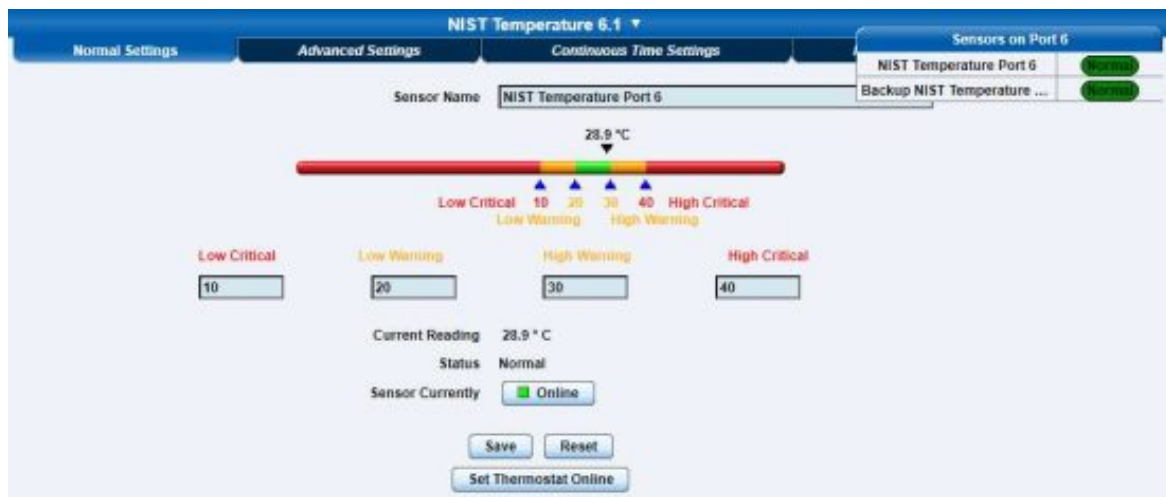 NIST Temperature 6.1
Normal Settings
Advanced Settings
Continuous Time Settings
Sensors on Port 6
NIST Temperature Port 6 Normal
Backup NIST Temperature ... Normal
Sensor Name NIST Temperature Port 6
28.9 °C
Low Critical 10 20 30 40 High Critical
Low Warning High Warning
Low Critical Low Warning High Warning High Critical
10 20 30 40
Current Reading 28.9 ° C
Status Normal
Sensor Currently Online
Save Reset
Set Thermostat Online